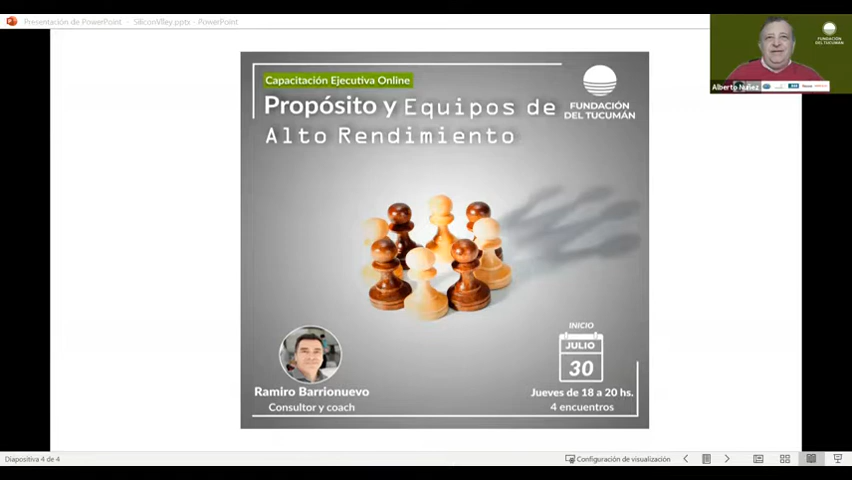 Presentación de PowerPoint - SiliconVlley.pptx - PowerPoint
Capacitación Ejecutiva Online
Propósito y Equipos de
Alto Rendimiento
FUNDACIÓN
DEL TUCUMÁN
FUNDACIÓN
DEL TUCUMÁN
Alberto Nuñez
Ramiro Barrionuevo
Consultor y coach
INICIO
JULIO
30
Jueves de 18 a 20 hs.
4 encuentros
Diapositiva 4 de 4
Configuración de visualización